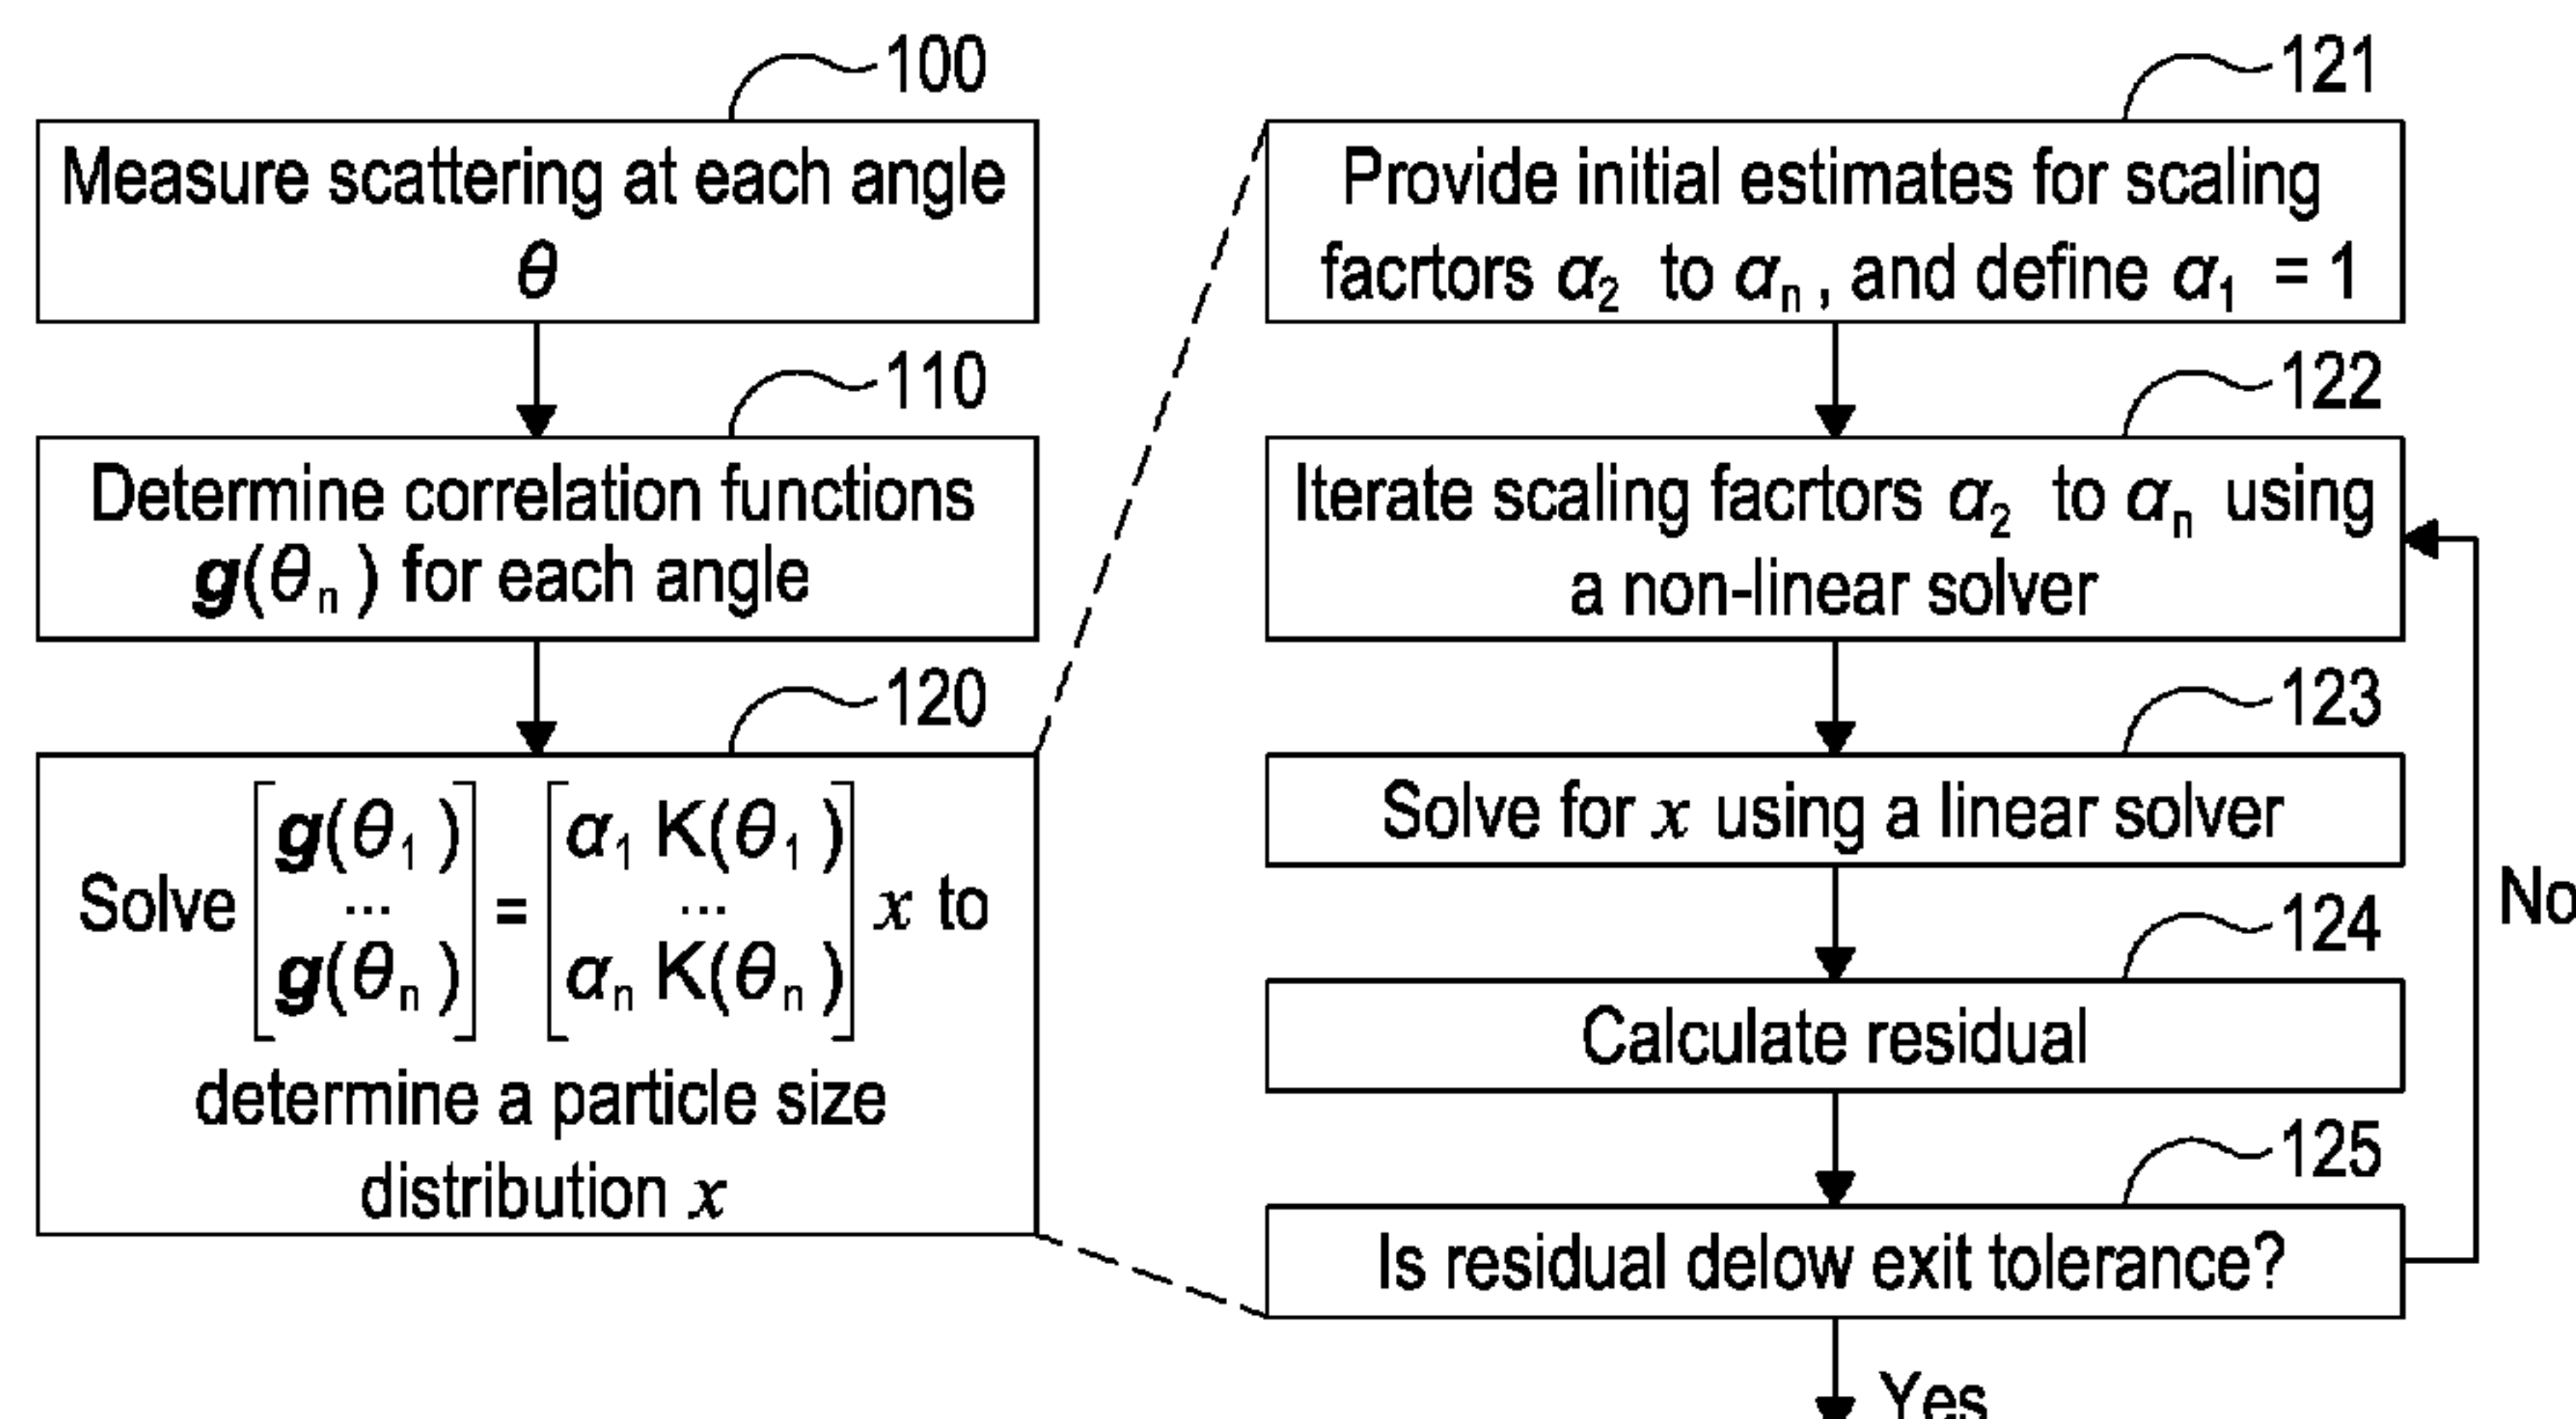 100
Measure scattering at each angle
θ
110
Determine correlation functions
g(θn) for each angle
120
Solve [g(θ1) ... g(θn)] = [α1 K(θ1) ... αn K(θn)] x to
determine a particle size
distribution x
121
Provide initial estimates for scaling
facrtors α2 to αn, and define α1 = 1
122
Iterate scaling facrtors α2 to αn using
a non-linear solver
123
Solve for x using a linear solver
124
Calculate residual
125
Is residual delow exit tolerance?
No
Yes